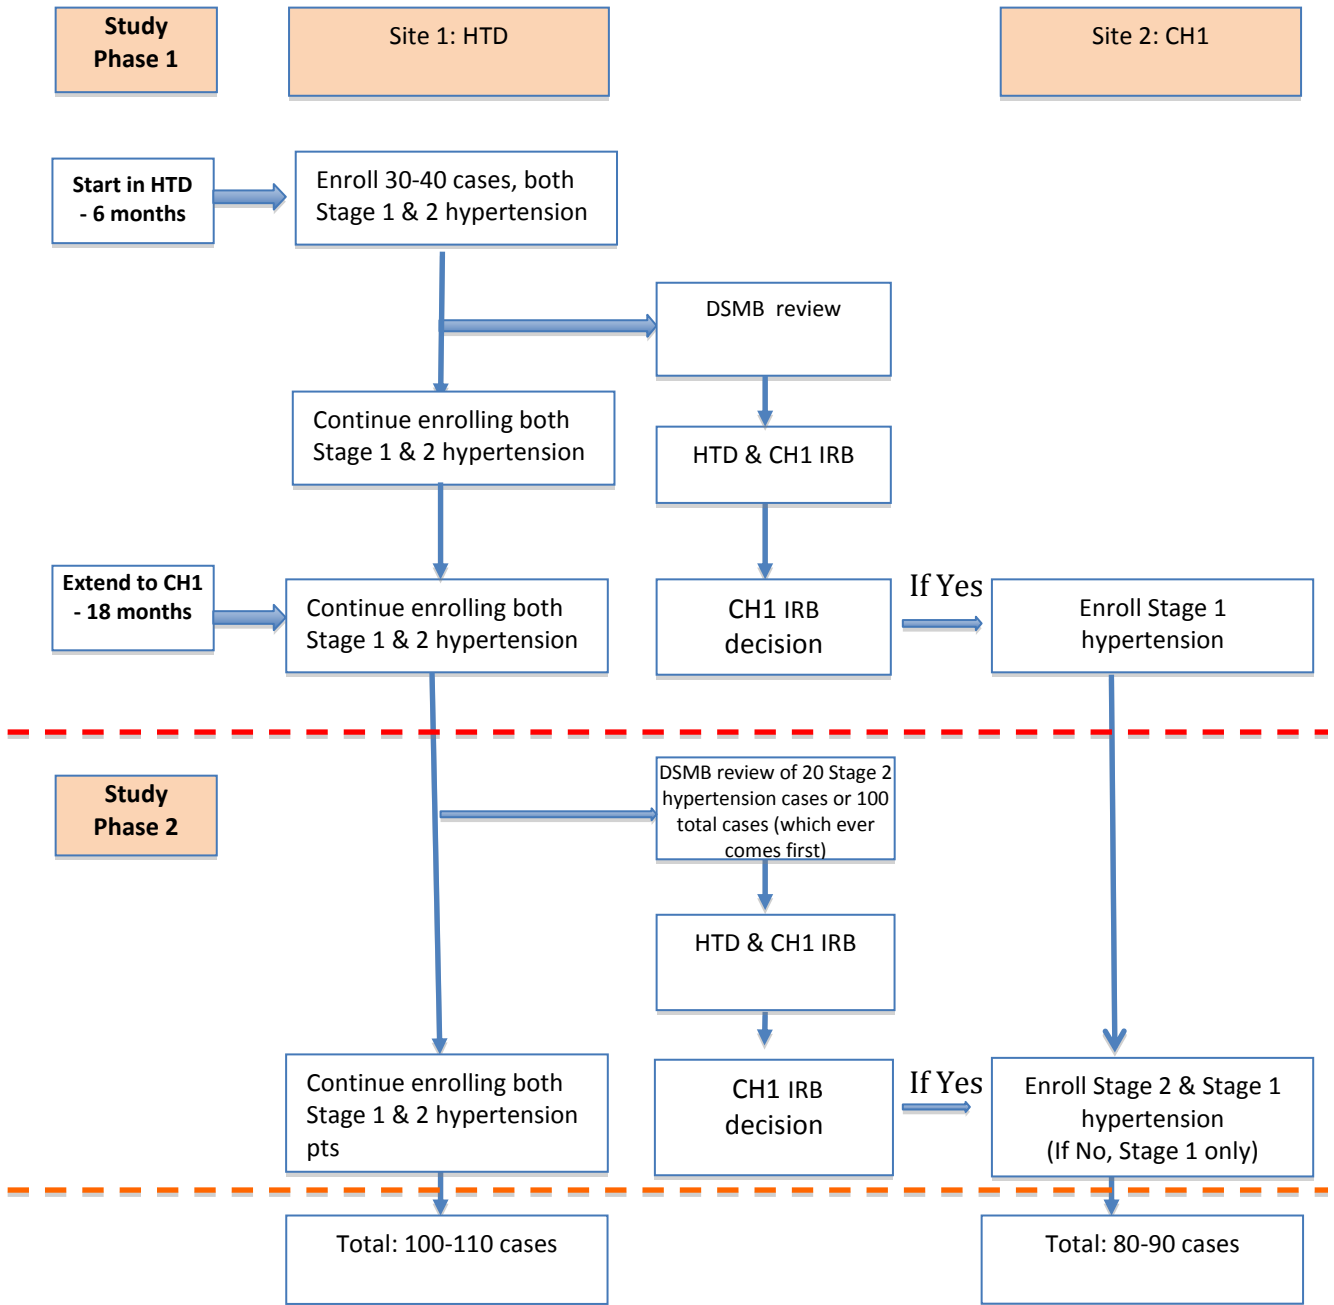 Study
Phase 1
Site 1: HTD
Site 2: CH1
Start in HTD
- 6 months
Enroll 30-40 cases, both
Stage 1 & 2 hypertension
DSMB review
Continue enrolling both
Stage 1 & 2 hypertension
HTD & CH1 IRB
Extend to CH1
- 18 months
Continue enrolling both
Stage 1 & 2 hypertension
CH1 IRB
decision
If Yes
Enroll Stage 1
hypertension
Study
Phase 2
DSMB review of 20 Stage 2
hypertension cases or 100
total cases (which ever
comes first)
HTD & CH1 IRB
Continue enrolling both
Stage 1 & 2 hypertension
pts
CH1 IRB
decision
If Yes
Enroll Stage 2 & Stage 1
hypertension
(If No, Stage 1 only)
Total: 100-110 cases
Total: 80-90 cases